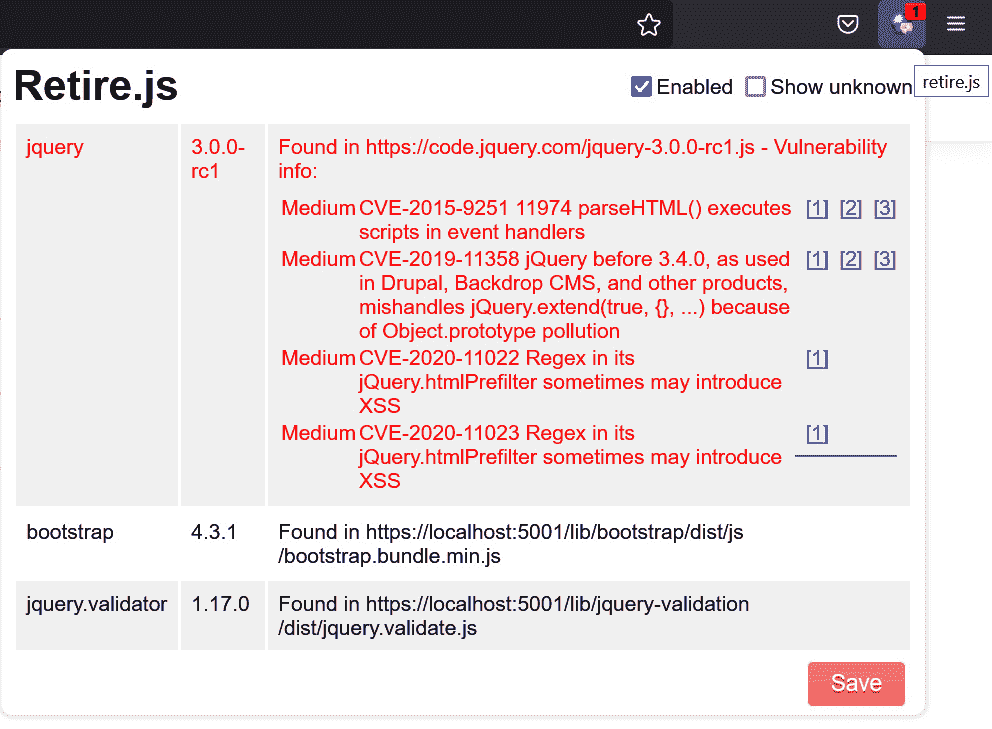 1
Retire.js
Enabled
Show unknown
retire.js
jquery
3.0.0-
rc1
Found in https://code.jquery.com/jquery-3.0.0-rc1.js - Vulnerability
info:
Medium CVE-2015-9251 11974 parseHTML() executes [1] [2] [3]
scripts in event handlers
Medium CVE-2019-11358 jQuery before 3.4.0, as used [1] [2] [3]
in Drupal, Backdrop CMS, and other products,
mishandles jQuery.extend(true, {}, ...) because
of Object.prototype pollution
Medium CVE-2020-11022 Regex in its [1]
jQuery.htmlPrefilter sometimes may introduce
XSS
Medium CVE-2020-11023 Regex in its [1]
jQuery.htmlPrefilter sometimes may introduce
XSS
bootstrap
4.3.1
Found in https://localhost:5001/lib/bootstrap/dist/js
/bootstrap.bundle.min.js
jquery.validator
1.17.0
Found in https://localhost:5001/lib/jquery-validation
/dist/jquery.validate.js
Save